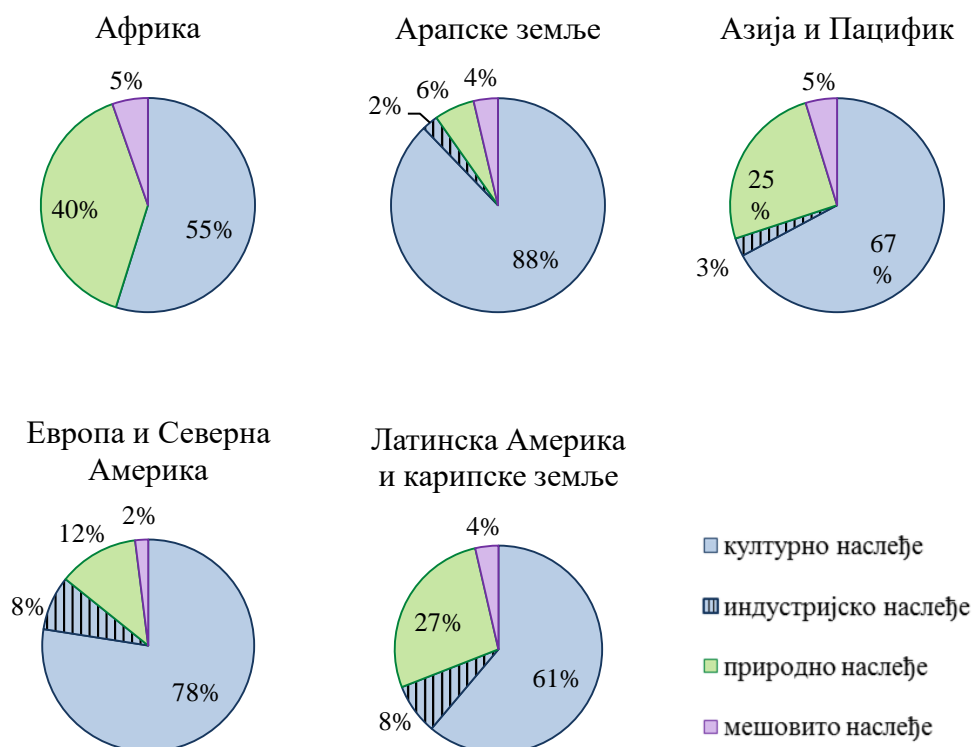 Африка
5%
40%
55%
Арапске земље
4%
6%
2%
88%
Азија и Пацифик
5%
25
%
3%
67
%
Европа и Северна
Америка
2%
12%
8%
78%
Латинска Америка
и карипске земље
4%
27%
8%
61%
културно наслеђе
индустријско наслеђе
природно наслеђе
мешовито наслеђе